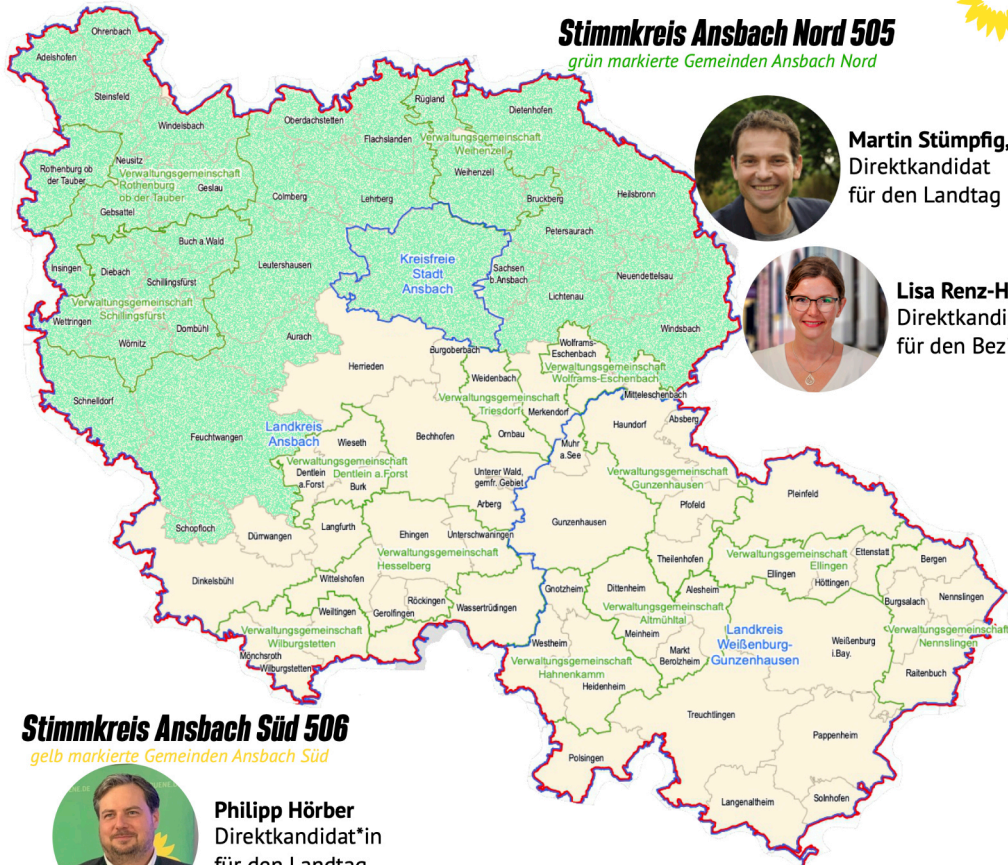 Stimmkreis Ansbach Nord 505
grün markierte Gemeinden Ansbach Nord
Martin Stümpfig,
Direktkandidat
für den Landtag
Lisa Renz-H
Direktkandi
für den Bez
Ohrenbach
Adelshofen
Steinsfeld
Windelsbach
Oberdachstetten
Rügland
Dietenhofen
Flachslanden
Verwaltungsgemeinschaft
Weihenzell
Weihenzell
Rothenburg ob
der Tauber
Neusitz
Verwaltungsgemeinschaft
Rothenburg
ob der Tauber
Geslau
Gebsattel
Colmberg
Lehrberg
Bruckberg
Heilsbronn
Petersaurach
Buch a.Wald
Insingen
Diebach
Schillingsfürst
Leutershausen
Kreisfreie
Stadt
Ansbach
Sachsen
b.Ansbach
Neuendettelsau
Lichtenau
Verwaltungsgemeinschaft
Schillingsfürst
Wettringen
Dombühl
Wörnitz
Aurach
Windsbach
Burgoberbach
Wolframs-
Eschenbach
Verwaltungsgemeinschaft
Wolframs-Eschenbach
Herrieden
Weidenbach
Mitteleschenbach
Schnelldorf
Verwaltungsgemeinschaft
Triesdorf
Merkendorf
Absberg
Haundorf
Feuchtwangen
Landkreis
Ansbach
Wieseth
Bechhofen
Ornbau
Muhr
a.See
Verwaltungsgemeinschaft
Dentlein a.Forst
Dentlein
a.Forst
Burk
Unterer Wald,
gemfr. Gebiet
Verwaltungsgemeinschaft
Gunzenhausen
Pleinfeld
Arberg
Pfofeld
Gunzenhausen
Schopfloch
Dürrwangen
Langfurth
Ehingen
Unterschwaningen
Verwaltungsgemeinschaft
Hesselberg
Theilenhofen
Verwaltungsgemeinschaft
Ellingen
Ettenstatt
Bergen
Ellingen
Höttingen
Dinkelsbühl
Wittelshofen
Gnotzheim
Dittenheim
Alesheim
Nennslingen
Burgsalach
Weiltingen
Gerolfingen
Röckingen
Wassertrüdingen
Verwaltungsgemeinschaft
Altmühltal
Verwaltungsgemeinschaft
Wilburgstetten
Meinheim
Landkreis
Weißenburg-
Gunzenhausen
Weißenburg
i.Bay.
Verwaltungsgemeinschaft
Nennslingen
Mönchsroth
Wilburgstetten
Westheim
Markt
Berolzheim
Verwaltungsgemeinschaft
Hahnenkamm
Raitenbuch
Heidenheim
Treuchtlingen
Pappenheim
Polsingen
Langenaltheim
Solnhofen
Stimmkreis Ansbach Süd 506
gelb markierte Gemeinden Ansbach Süd
Philipp Hörber
Direktkandidat*in
für den Landtag